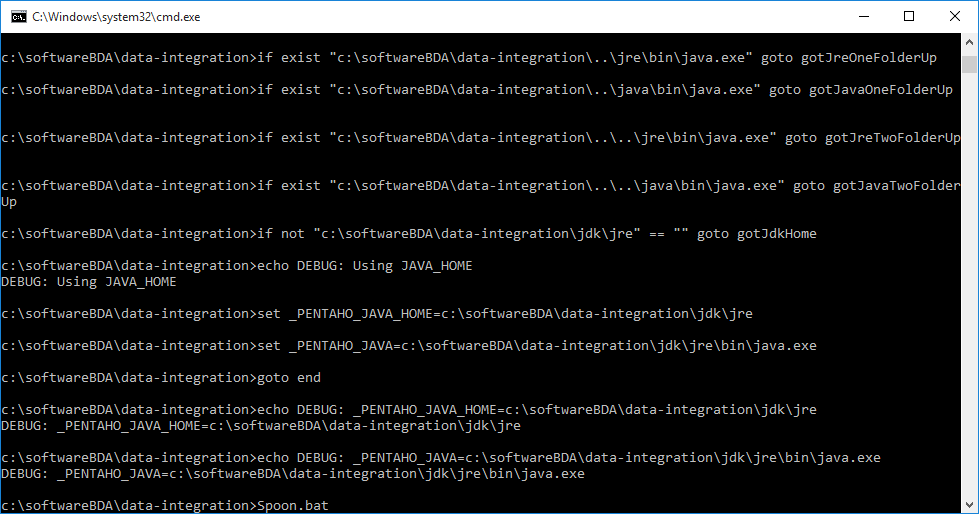 C:\Windows\system32\cmd.exe
c:\softwareBDA\data-integration>if exist "c:\softwareBDA\data-integration\..\jre\bin\java.exe" goto gotJreOneFolderUp
c:\softwareBDA\data-integration>if exist "c:\softwareBDA\data-integration\..\java\bin\java.exe" goto gotJavaOneFolderUp
c:\softwareBDA\data-integration>if exist "c:\softwareBDA\data-integration\..\..\jre\bin\java.exe" goto gotJreTwoFolderUp
c:\softwareBDA\data-integration>if exist "c:\softwareBDA\data-integration\..\..\java\bin\java.exe" goto gotJavaTwoFolder
Up
c:\softwareBDA\data-integration>if not "c:\softwareBDA\data-integration\jdk\jre" == "" goto gotJdkHome
c:\softwareBDA\data-integration>echo DEBUG: Using JAVA_HOME
DEBUG: Using JAVA_HOME
c:\softwareBDA\data-integration>set _PENTAHO_JAVA_HOME=c:\softwareBDA\data-integration\jdk\jre
c:\softwareBDA\data-integration>set _PENTAHO_JAVA=c:\softwareBDA\data-integration\jdk\jre\bin\java.exe
c:\softwareBDA\data-integration>goto end
c:\softwareBDA\data-integration>echo DEBUG: _PENTAHO_JAVA_HOME=c:\softwareBDA\data-integration\jdk\jre
DEBUG: _PENTAHO_JAVA_HOME=c:\softwareBDA\data-integration\jdk\jre
c:\softwareBDA\data-integration>echo DEBUG: _PENTAHO_JAVA=c:\softwareBDA\data-integration\jdk\jre\bin\java.exe
DEBUG: _PENTAHO_JAVA=c:\softwareBDA\data-integration\jdk\jre\bin\java.exe
c:\softwareBDA\data-integration>Spoon.bat